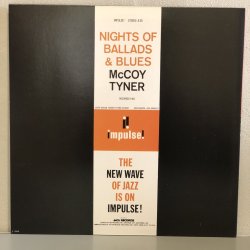 NIGHTS OF
BALLADS
& BLUES
McCOY
TYNER
impulse!
THE
NEW WAVE
OF JAZZ
IS ON
IMPULSE!